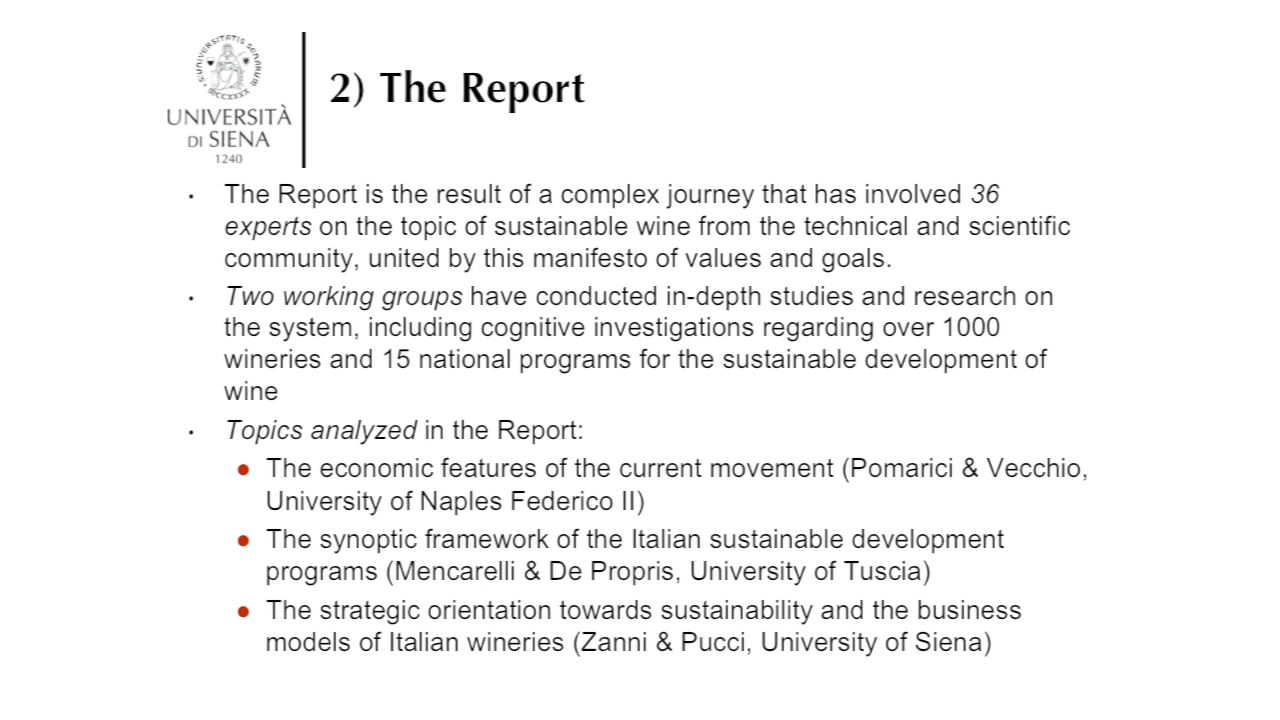 UNIVERSITÀ
DI SIENA
1240
2) The Report
· The Report is the result of a complex journey that has involved 36
experts on the topic of sustainable wine from the technical and scientific
community, united by this manifesto of values and goals.
· Two working groups have conducted in-depth studies and research on
the system, including cognitive investigations regarding over 1000
wineries and 15 national programs for the sustainable development of
wine
· Topics analyzed in the Report:
● The economic features of the current movement (Pomarici & Vecchio,
University of Naples Federico II)
● The synoptic framework of the Italian sustainable development
programs (Mencarelli & De Propris, University of Tuscia)
● The strategic orientation towards sustainability and the business
models of Italian wineries (Zanni & Pucci, University of Siena)